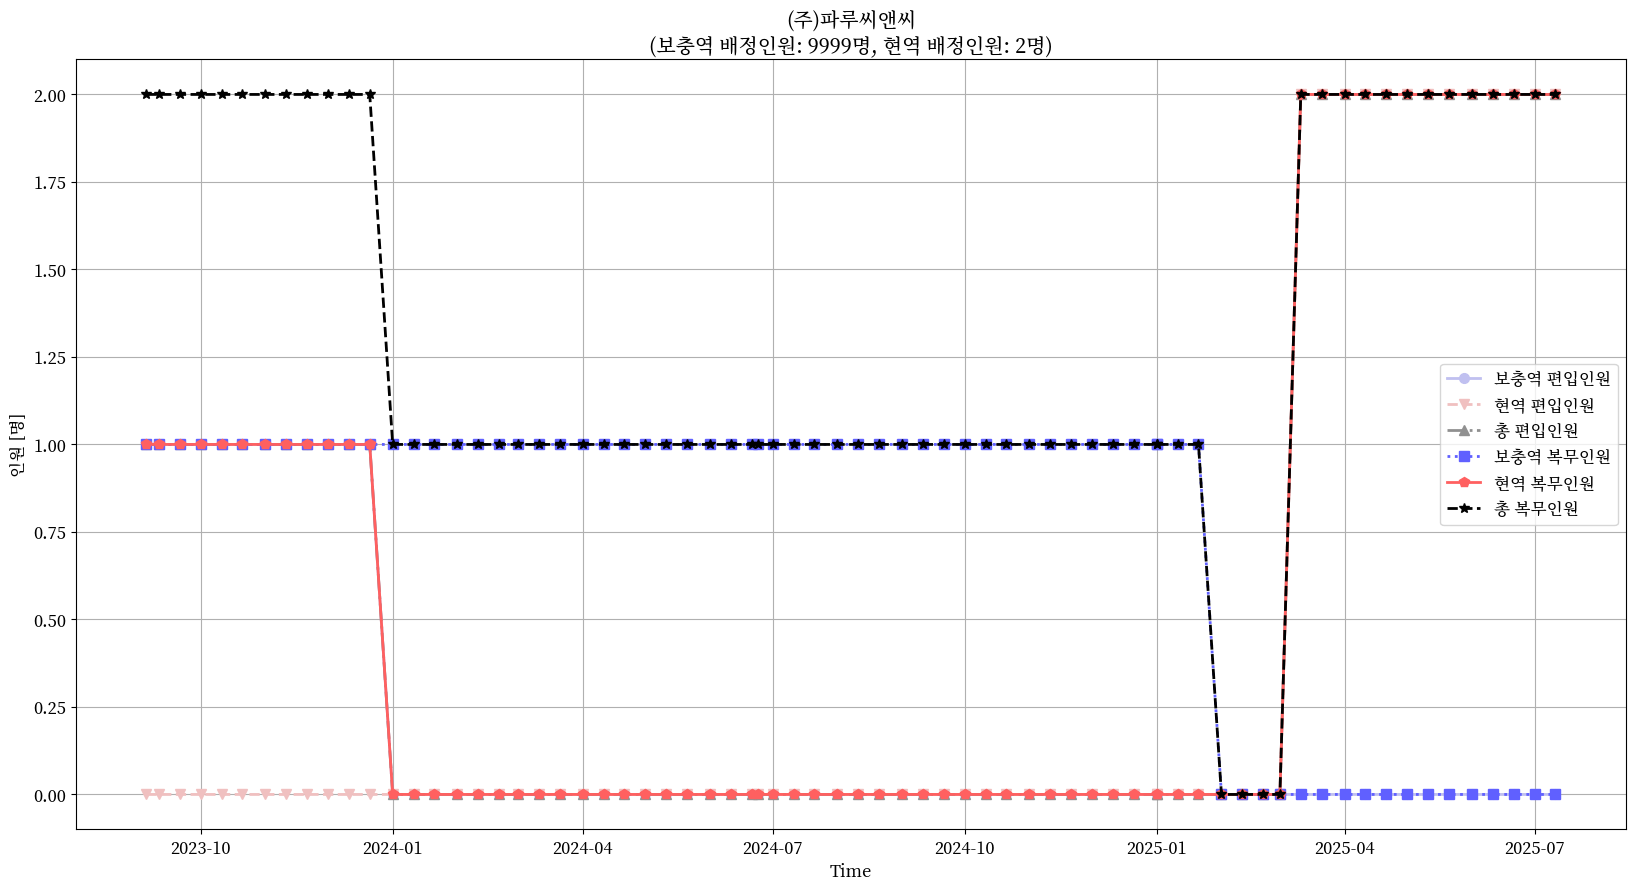 (주)파루씨앤씨
(보충역 배정인원: 9999명, 현역 배정인원: 2명)
인원 [명]
2.00
1.75
1.50
1.25
1.00
0.75
0.50
0.25
0.00
보충역 편입인원
현역 편입인원
총 편입인원
보충역 복무인원
현역 복무인원
총 복무인원
2023-10
2024-01
2024-04
2024-07
2024-10
2025-01
2025-04
2025-07
Time